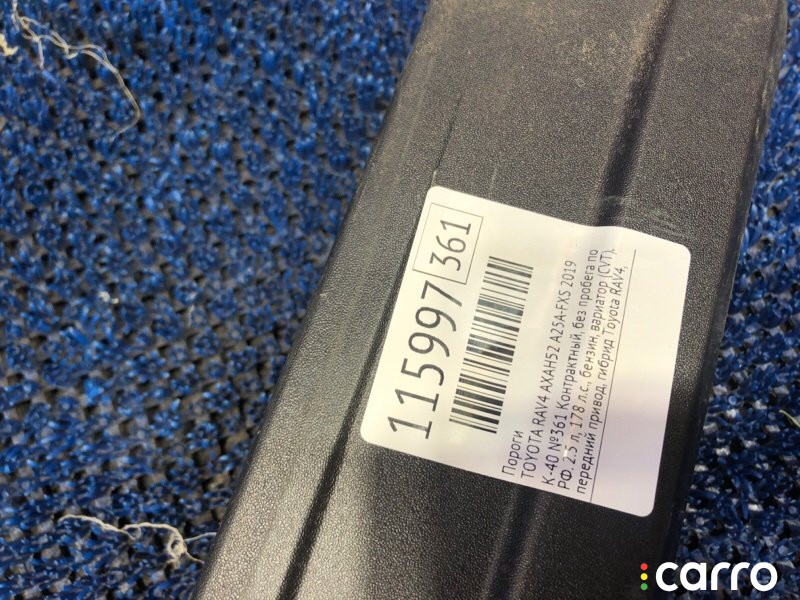 115997 361
Пороги
TOYOTA RAV4 AXAH52 A25A-FXS 2019
К-40 №361 Контрактный, без пробега по
РФ. 2.5 л, 178 л.с., бензин, вариатор (CVT),
передний привод, гибрид Toyota RAV4,
carro